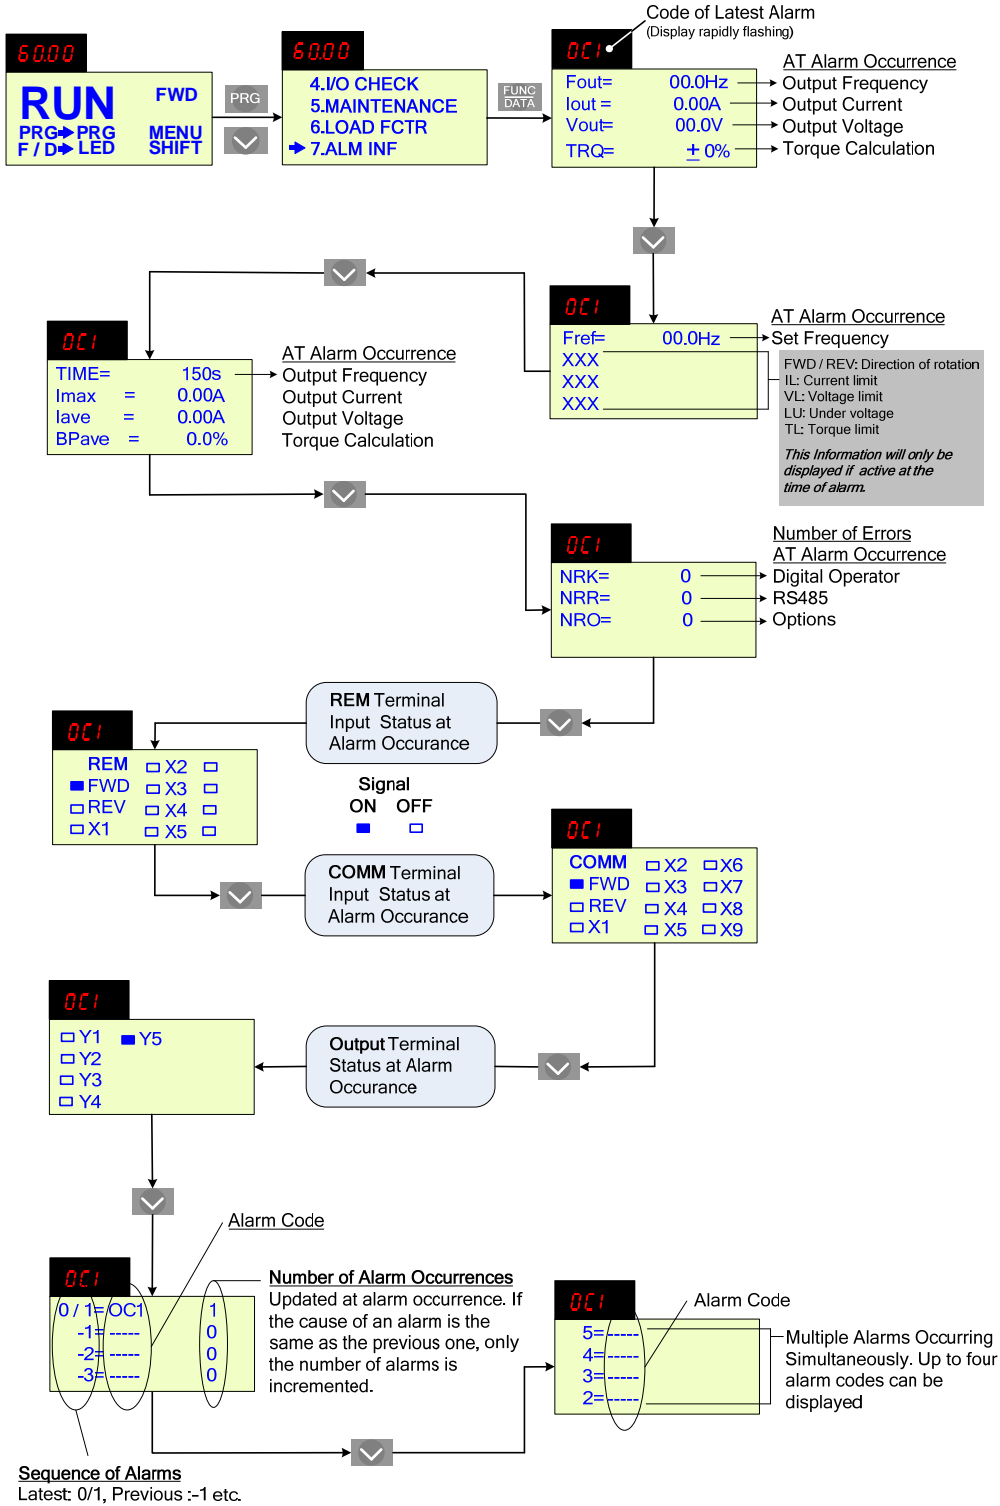 Code of Latest Alarm
(Display rapidly flashing)
60.00
RUN FWD
PRG PRG MENU
F / D LED SHIFT
PRG
60.00
4.I/O CHECK
5.MAINTENANCE
6.LOAD FCTR
7.ALM INF
FUNC
DATA
OC1
Fout= 00.0Hz
Iout = 0.00A
Vout= 00.0V
TRQ= ± 0%
AT Alarm Occurrence
Output Frequency
Output Current
Output Voltage
Torque Calculation
OC1
Fref= 00.0Hz
XXX
XXX
XXX
AT Alarm Occurrence
Set Frequency
FWD / REV: Direction of rotation
IL: Current limit
VL: Voltage limit
LU: Under voltage
TL: Torque limit
This Information will only be
displayed if active at the
time of alarm.
OC1
TIME= 150s
Imax = 0.00A
Iave = 0.00A
BPave = 0.0%
AT Alarm Occurrence
Output Frequency
Output Current
Output Voltage
Torque Calculation
OC1
NRK= 0
NRR= 0
NRO= 0
Number of Errors
AT Alarm Occurrence
Digital Operator
RS485
Options
REM Terminal
Input Status at
Alarm Occurance
OC1
REM X2
FWD X3
REV X4
X1 X5
Signal
ON OFF
COMM Terminal
Input Status at
Alarm Occurance
OC1
COMM X2 X6
FWD X3 X7
REV X4 X8
X1 X5 X9
OC1
Y1 Y5
Y2
Y3
Y4
Output Terminal
Status at Alarm
Occurance
Alarm Code
OC1
0 / 1= OC1 1
-1= ----- 0
-2= ----- 0
-3= ----- 0
Number of Alarm Occurrences
Updated at alarm occurrence. If
the cause of an alarm is the
same as the previous one, only
the number of alarms is
incremented.
OC1
5= -----
4= -----
3= -----
2= -----
Alarm Code
Multiple Alarms Occurring
Simultaneously. Up to four
alarm codes can be
displayed
Sequence of Alarms
Latest: 0/1, Previous :-1 etc.